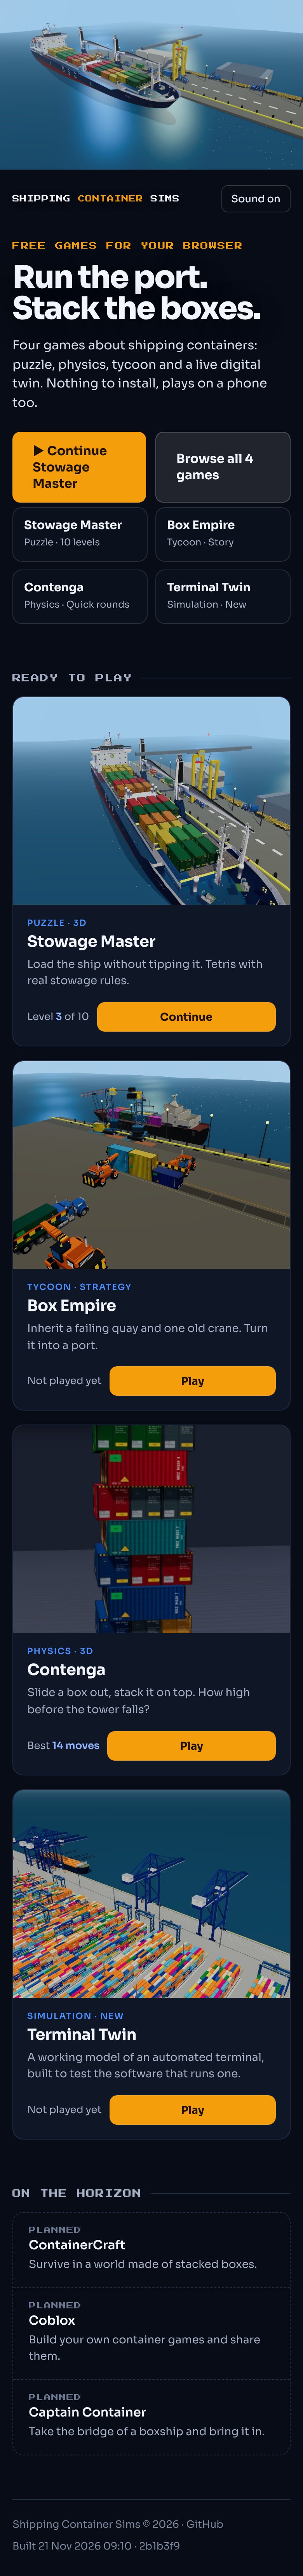 SHIPPING CONTAINER SIMS
Sound on
FREE GAMES FOR YOUR BROWSER
Run the port.
Stack the boxes.
Four games about shipping containers:
puzzle, physics, tycoon and a live digital
twin. Nothing to install, plays on a phone
too.
▶ Continue
Stowage
Master
Browse all 4
games
Stowage Master
Puzzle · 10 levels
Box Empire
Tycoon · Story
Contenga
Physics · Quick rounds
Terminal Twin
Simulation · New
READY TO PLAY
PUZZLE · 3D
Stowage Master
Load the ship without tipping it. Tetris with
real stowage rules.
Level 3 of 10
Continue
TYCOON · STRATEGY
Box Empire
Inherit a failing quay and one old crane. Turn
it into a port.
Not played yet
Play
PHYSICS · 3D
Contenga
Slide a box out, stack it on top. How high
before the tower falls?
Best 14 moves
Play
SIMULATION · NEW
Terminal Twin
A working model of an automated terminal,
built to test the software that runs one.
Not played yet
Play
ON THE HORIZON
PLANNED
ContainerCraft
Survive in a world made of stacked boxes.
PLANNED
Coblox
Build your own container games and share
them.
PLANNED
Captain Container
Take the bridge of a boxship and bring it in.
Shipping Container Sims © 2026 · GitHub
Built 21 Nov 2026 09:10 · 2b1b3f9